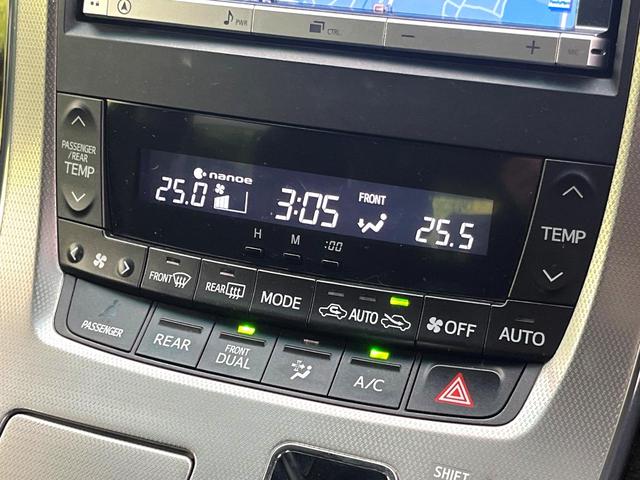 PWR CTRL − + MIC
PASSENGER
/REAR
TEMP
nanoe
25.0 3:05 FRONT 25.5
H M :00
TEMP
FRONT REAR MODE AUTO OFF AUTO
PASSENGER REAR FRONT
DUAL A/C
SHIFT